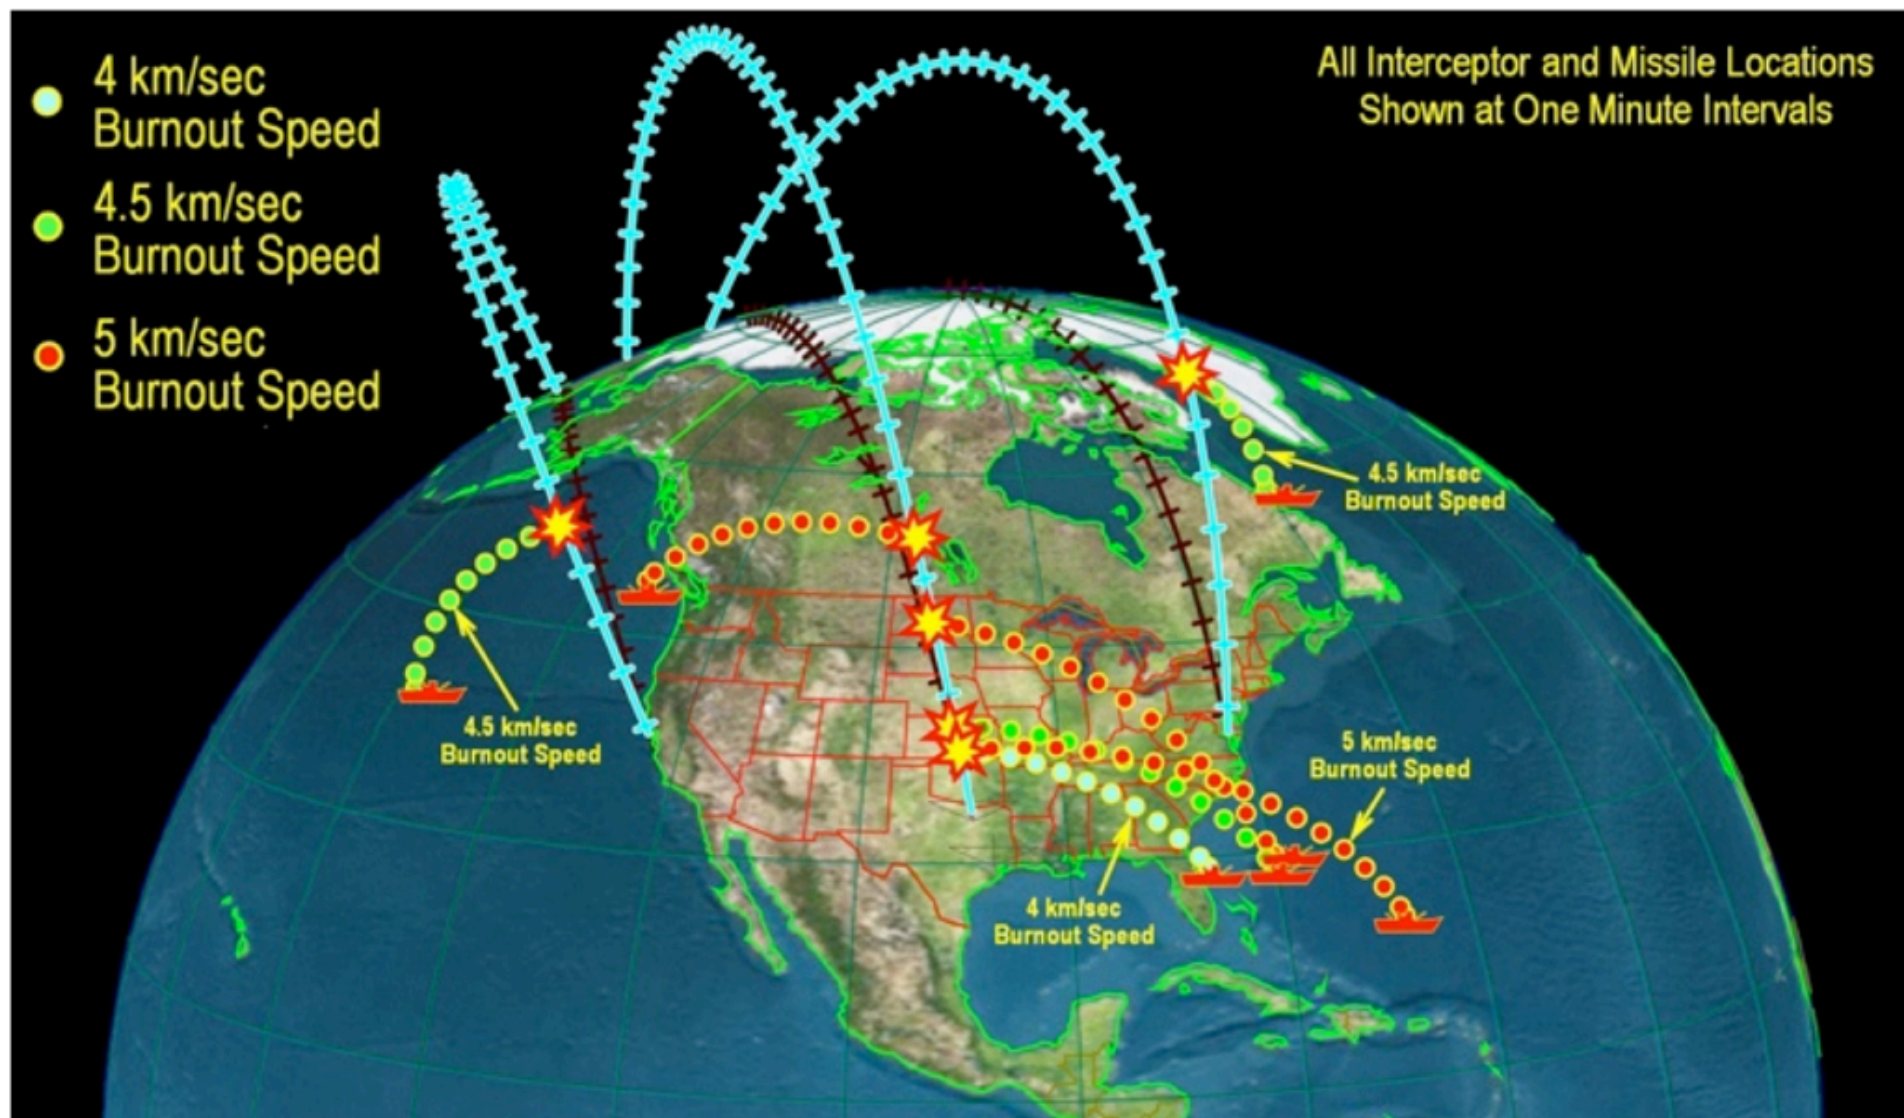 4 km/sec
Burnout Speed
4.5 km/sec
Burnout Speed
5 km/sec
Burnout Speed
All Interceptor and Missile Locations
Shown at One Minute Intervals
4.5 km/sec
Burnout Speed
4.5 km/sec
Burnout Speed
5 km/sec
Burnout Speed
4 km/sec
Burnout Speed